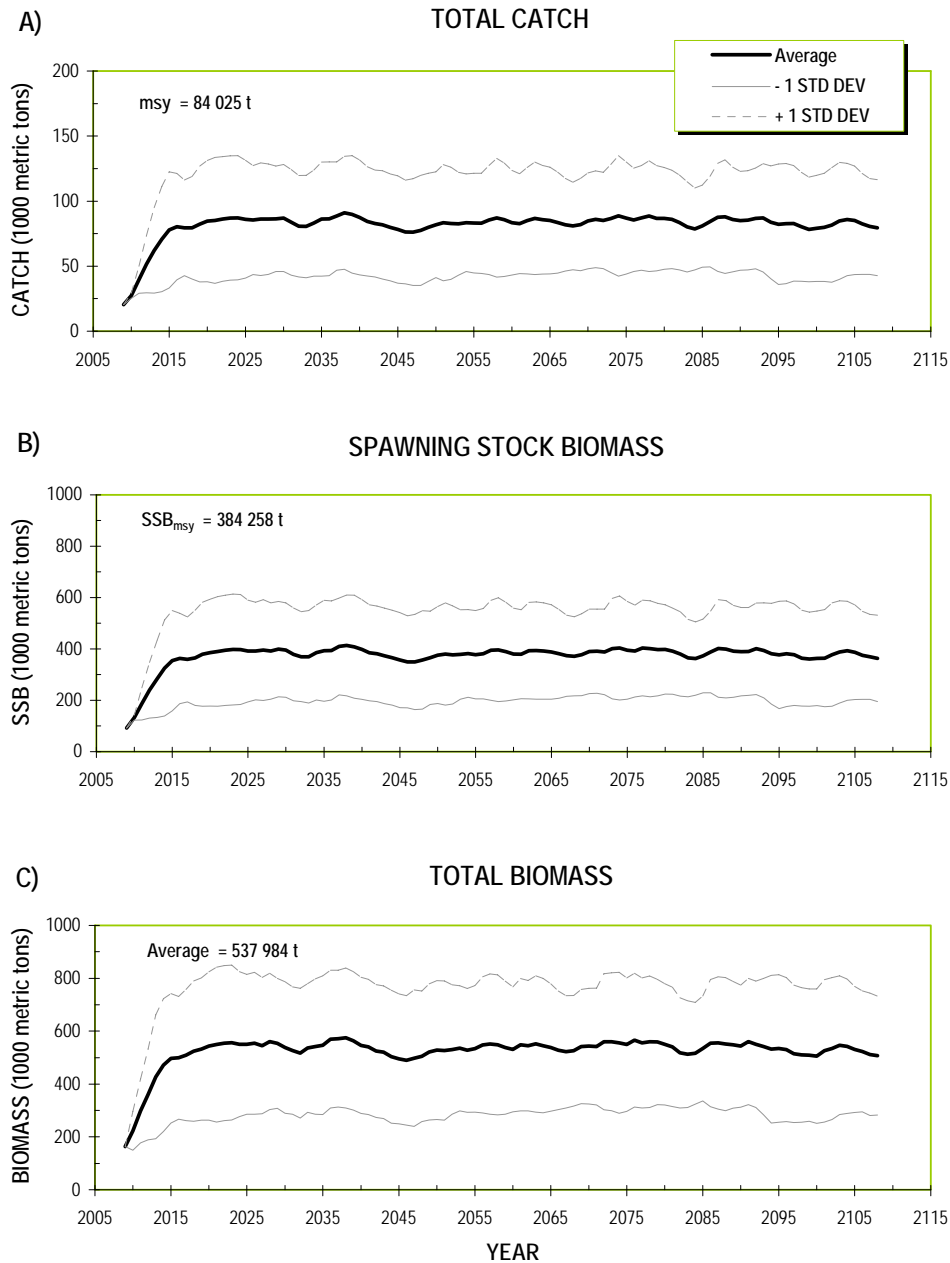 A)
TOTAL CATCH
Average
- 1 STD DEV
+ 1 STD DEV
msy = 84 025 t
CATCH (1000 metric tons)
200
150
100
50
0
2005 2015 2025 2035 2045 2055 2065 2075 2085 2095 2105 2115
B)
SPAWNING STOCK BIOMASS
SSBmsy = 384 258 t
SSB (1000 metric tons)
1000
800
600
400
200
0
2005 2015 2025 2035 2045 2055 2065 2075 2085 2095 2105 2115
C)
TOTAL BIOMASS
Average = 537 984 t
BIOMASS (1000 metric tons)
1000
800
600
400
200
0
2005 2015 2025 2035 2045 2055 2065 2075 2085 2095 2105 2115
YEAR